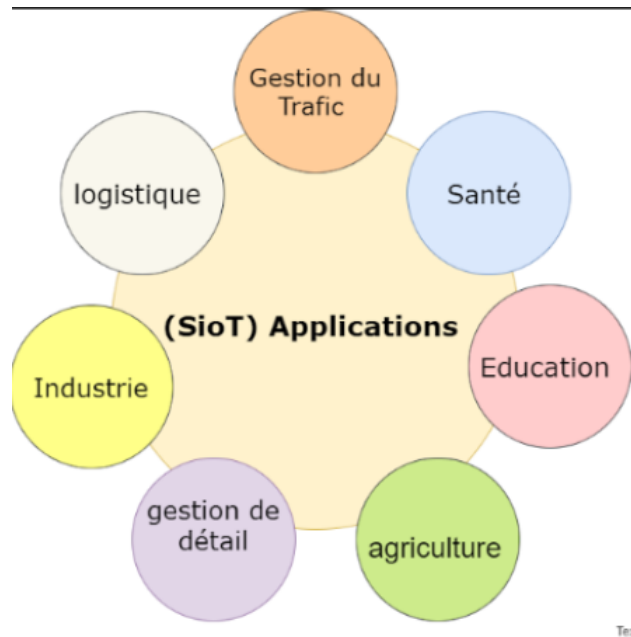 Gestion du
Trafic
logistique
Santé
(SioT) Applications
Industrie
Education
gestion de
détail
agriculture